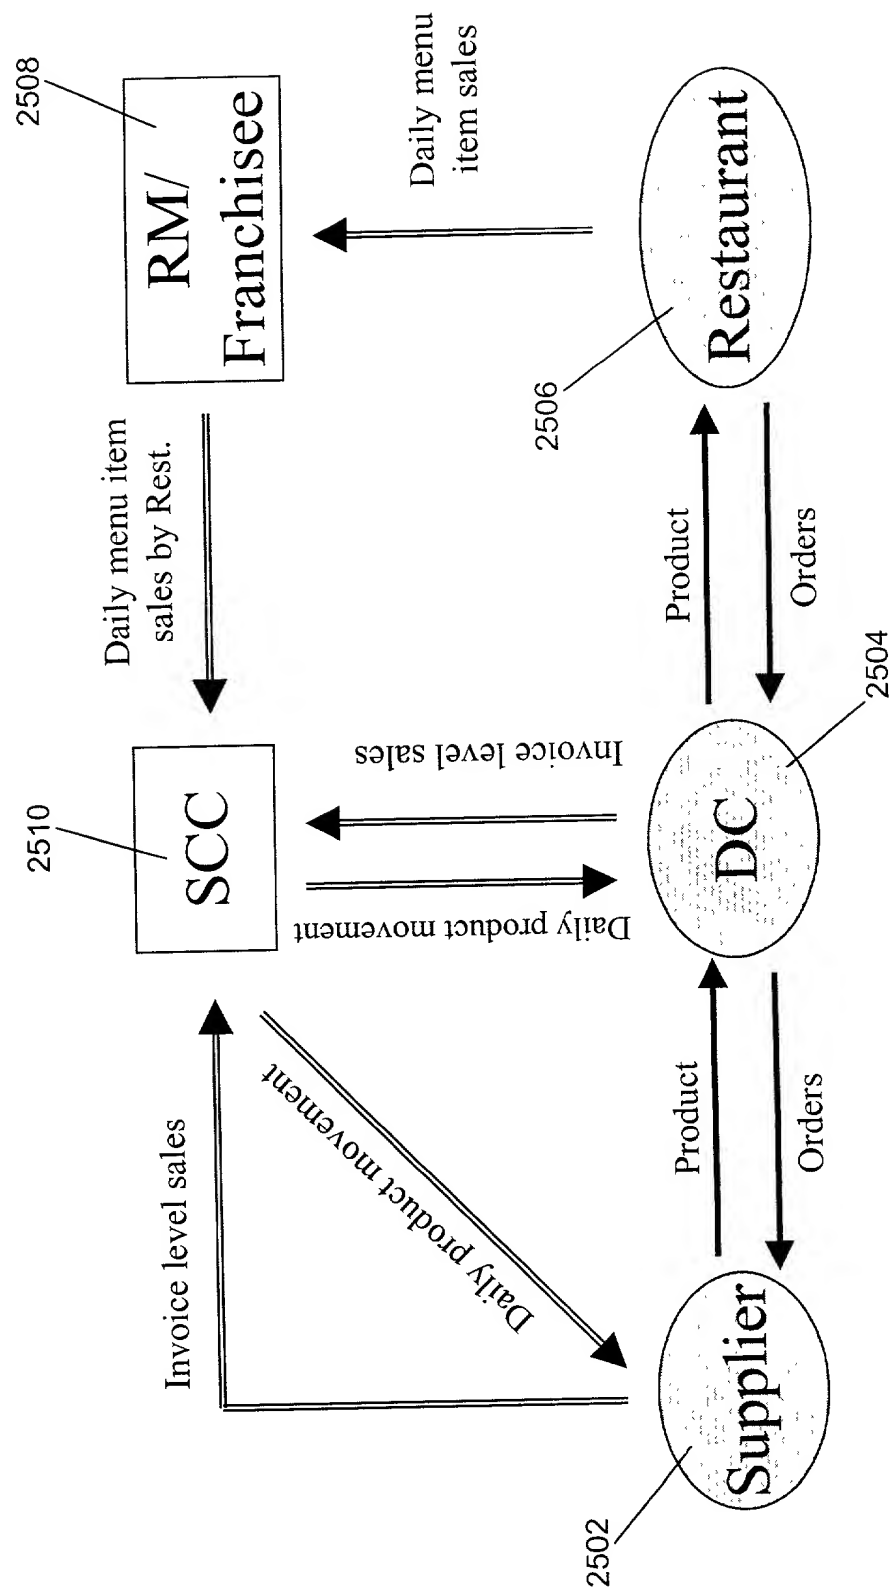 2510
2508
SCC
RM/
Franchisee
Daily menu item
sales by Rest.
Daily menu
item sales
Invoice level sales
Daily product movement
Daily product movement
Invoice level sales
2502
Supplier
Product
Orders
DC
2504
Product
Orders
2506
Restaurant